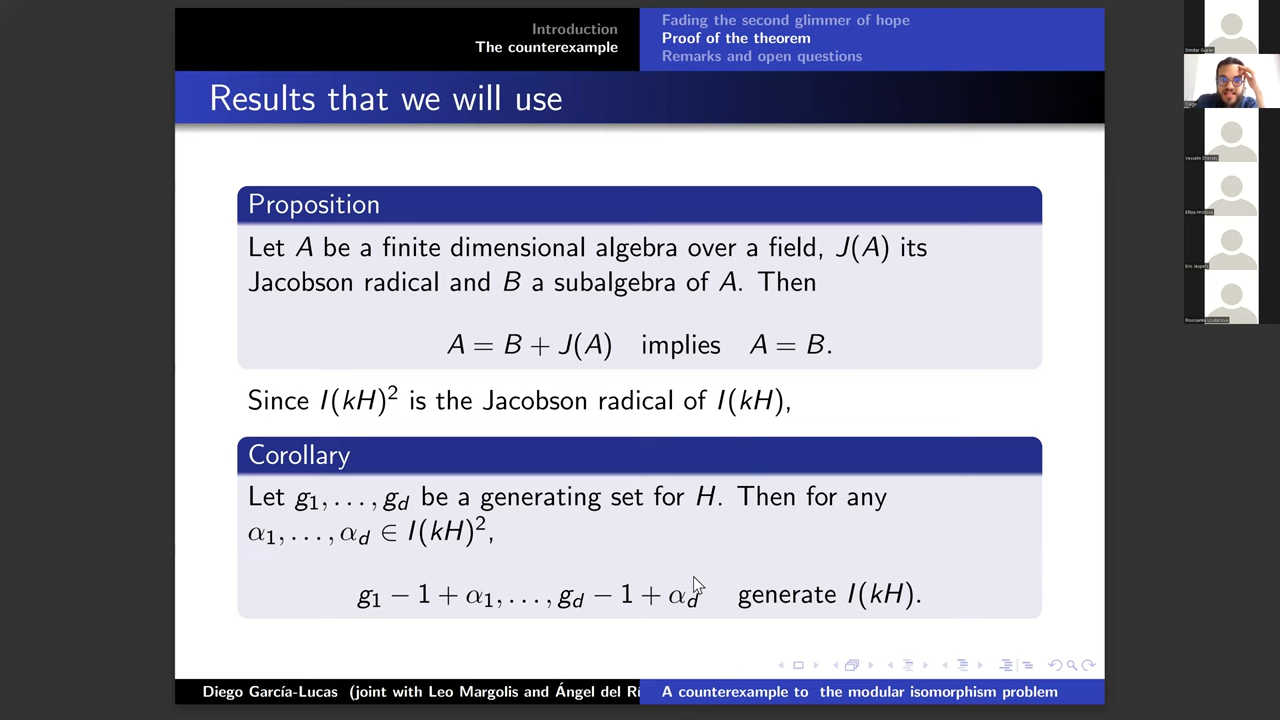 Introduction
The counterexample
Fading the second glimmer of hope
Proof of the theorem
Remarks and open questions
Results that we will use
Proposition
Let A be a finite dimensional algebra over a field, J(A) its
Jacobson radical and B a subalgebra of A. Then
A = B + J(A) implies A = B.
Since I(kH)² is the Jacobson radical of I(kH),
Corollary
Let g₁, . . . , g_d be a generating set for H. Then for any
α₁, . . . , α_d ∈ I(kH)²,
g₁ − 1 + α₁, . . . , g_d − 1 + α_d generate I(kH).
Diego García-Lucas (joint with Leo Margolis and Ángel del Rí
A counterexample to the modular isomorphism problem
Diego